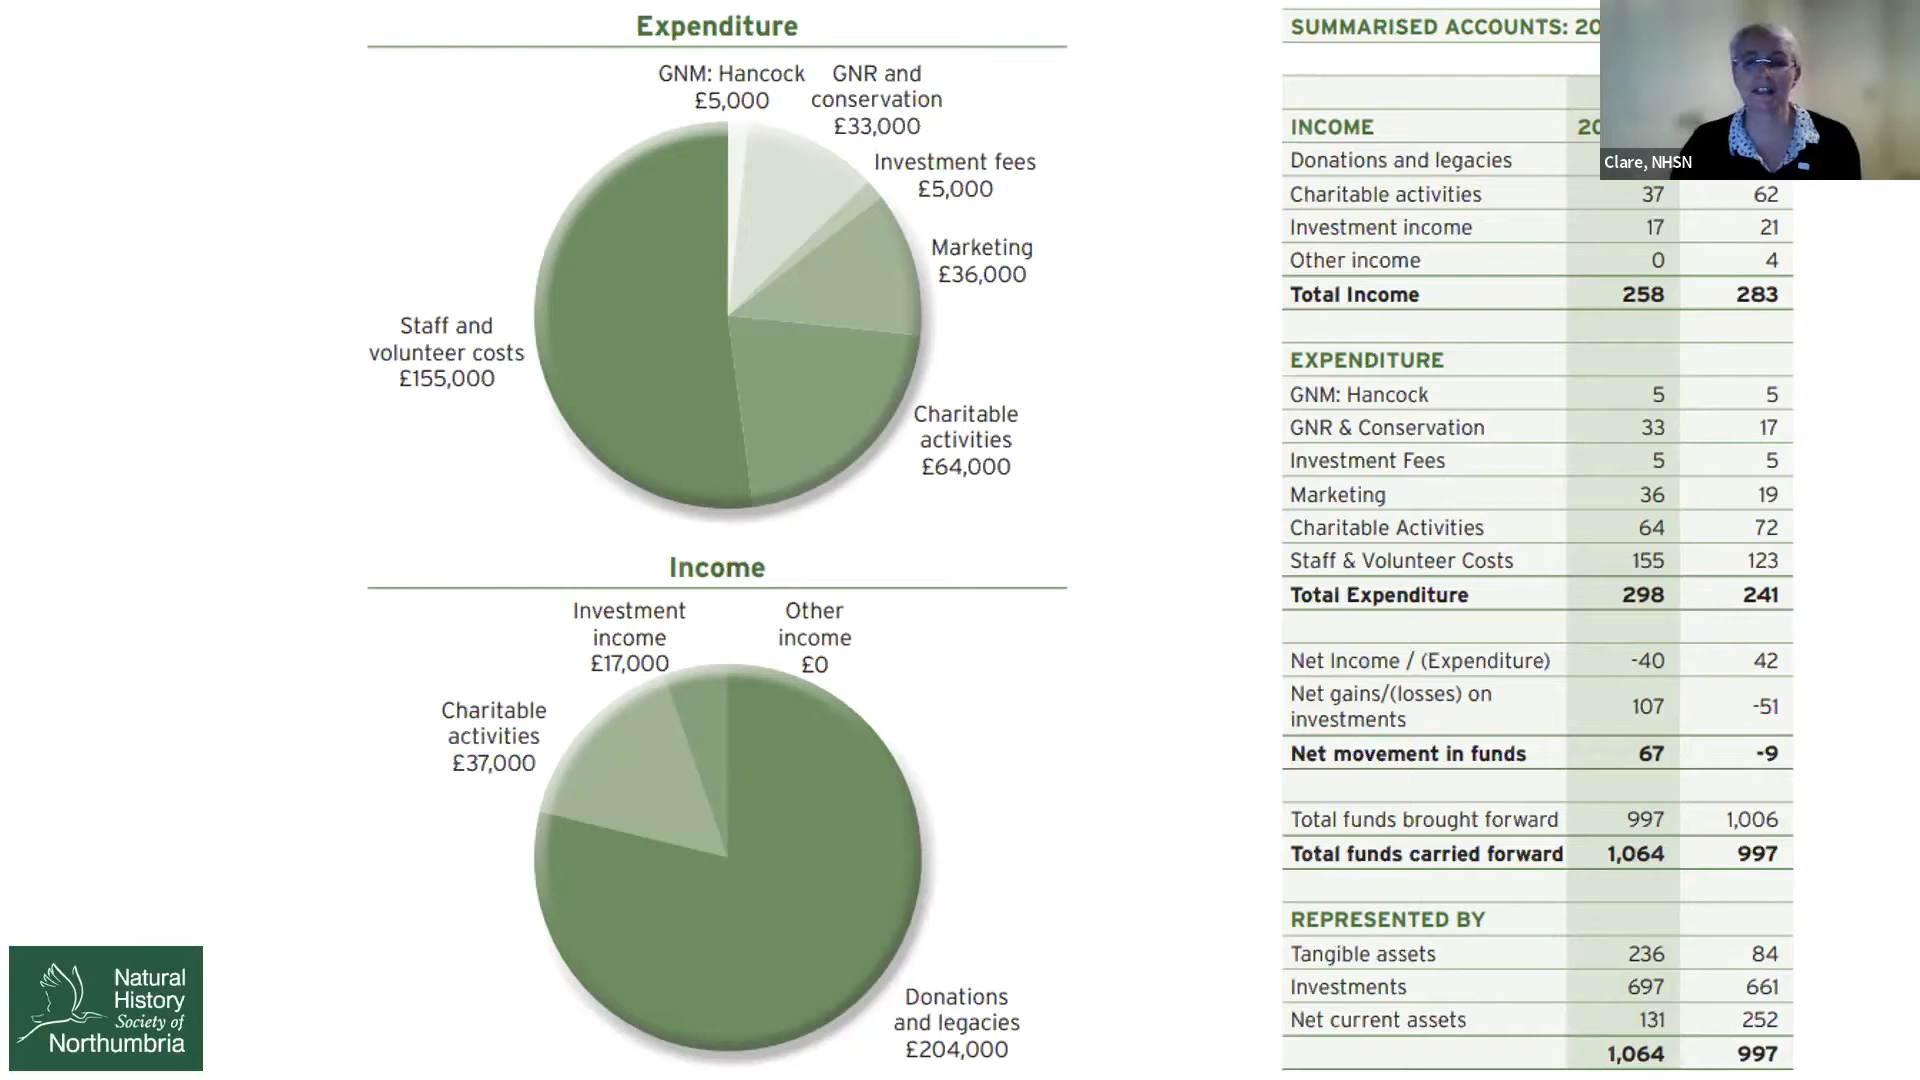 Expenditure
GNM: Hancock
£5,000
GNR and
conservation
£33,000
Investment fees
£5,000
Marketing
£36,000
Charitable
activities
£64,000
Staff and
volunteer costs
£155,000
Income
Investment
income
£17,000
Other
income
£0
Charitable
activities
£37,000
Donations
and legacies
£204,000
Natural
History
Society of
Northumbria
SUMMARISED ACCOUNTS: 20
INCOME 20
Donations and legacies
Charitable activities 37 62
Investment income 17 21
Other income 0 4
Total Income 258 283
EXPENDITURE
GNM: Hancock 5 5
GNR & Conservation 33 17
Investment Fees 5 5
Marketing 36 19
Charitable Activities 64 72
Staff & Volunteer Costs 155 123
Total Expenditure 298 241
Net Income / (Expenditure) -40 42
Net gains/(losses) on
investments 107 -51
Net movement in funds 67 -9
Total funds brought forward 997 1,006
Total funds carried forward 1,064 997
REPRESENTED BY
Tangible assets 236 84
Investments 697 661
Net current assets 131 252
1,064 997
Clare, NHSN